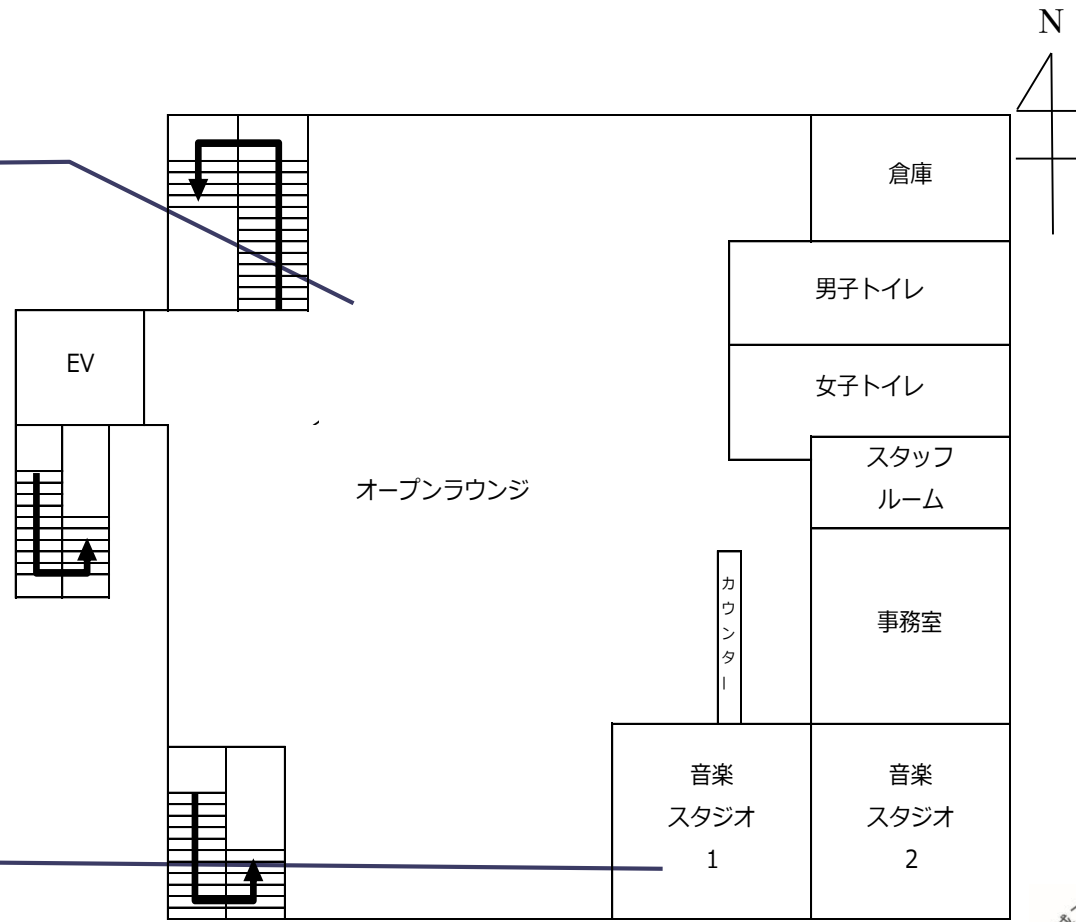 N
倉庫
男子トイレ
EV
女子トイレ
スタッフ
ルーム
オープンラウンジ
カウンター
事務室
音楽
スタジオ
1
音楽
スタジオ
2